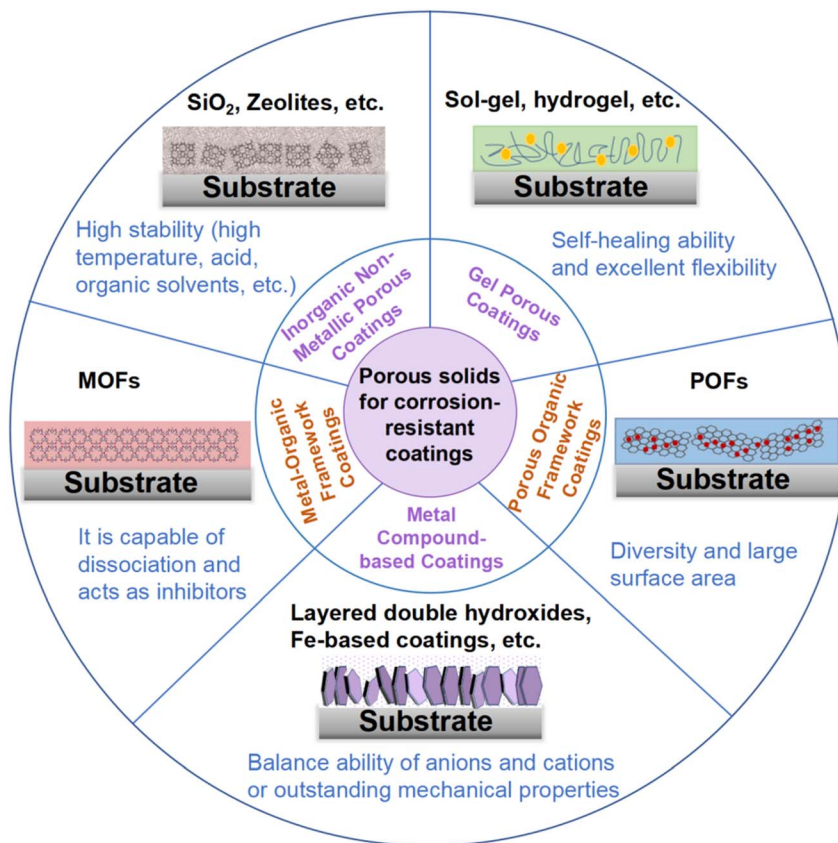 SiO₂, Zeolites, etc.
Substrate
High stability (high
temperature, acid,
organic solvents, etc.)
Sol-gel, hydrogel, etc.
Substrate
Self-healing ability
and excellent flexibility
Inorganic Non-
Metallic Porous
Coatings
Gel Porous
Coatings
MOFs
Substrate
It is capable of
dissociation and
acts as inhibitors
Metal-Organic
Framework
Coatings
Porous solids
for corrosion-
resistant
coatings
Porous Organic
Framework
Coatings
POFs
Substrate
Diversity and large
surface area
Metal
Compound-
based Coatings
Layered double hydroxides,
Fe-based coatings, etc.
Substrate
Balance ability of anions and cations
or outstanding mechanical properties